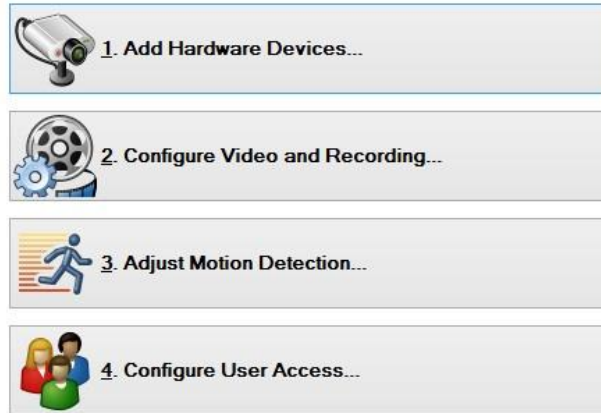 1. Add Hardware Devices...
2. Configure Video and Recording...
3. Adjust Motion Detection...
4. Configure User Access...